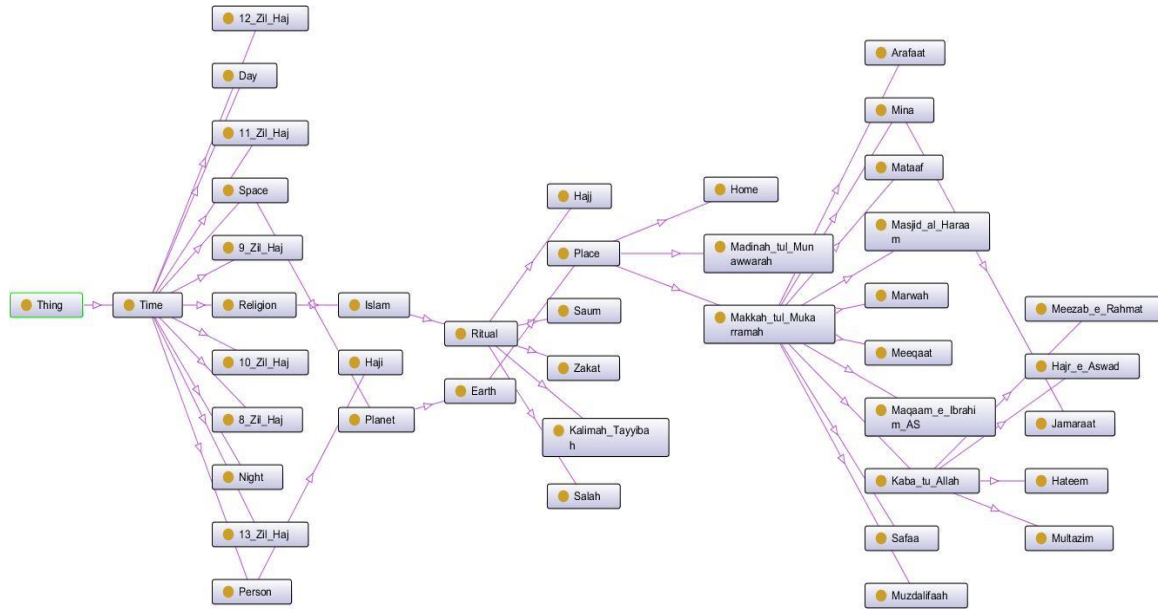 Thing
Time
12_Zil_Haj
Day
11_Zil_Haj
Space
9_Zil_Haj
Religion
10_Zil_Haj
8_Zil_Haj
Night
13_Zil_Haj
Person
Islam
Haji
Planet
Ritual
Earth
Hajj
Place
Saum
Zakat
Kalimah_Tayyiba
h
Salah
Home
Madinah_tul_Mun
awwarah
Makkah_tul_Muka
rramah
Arafaat
Mina
Mataaf
Masjid_al_Haraa
m
Marwah
Meeqaat
Maqaam_e_Ibrahi
m_AS
Kaba_tu_Allah
Safaa
Muzdalifaah
Meezab_e_Rahmat
Hajr_e_Aswad
Jamaraat
Hateem
Multazim